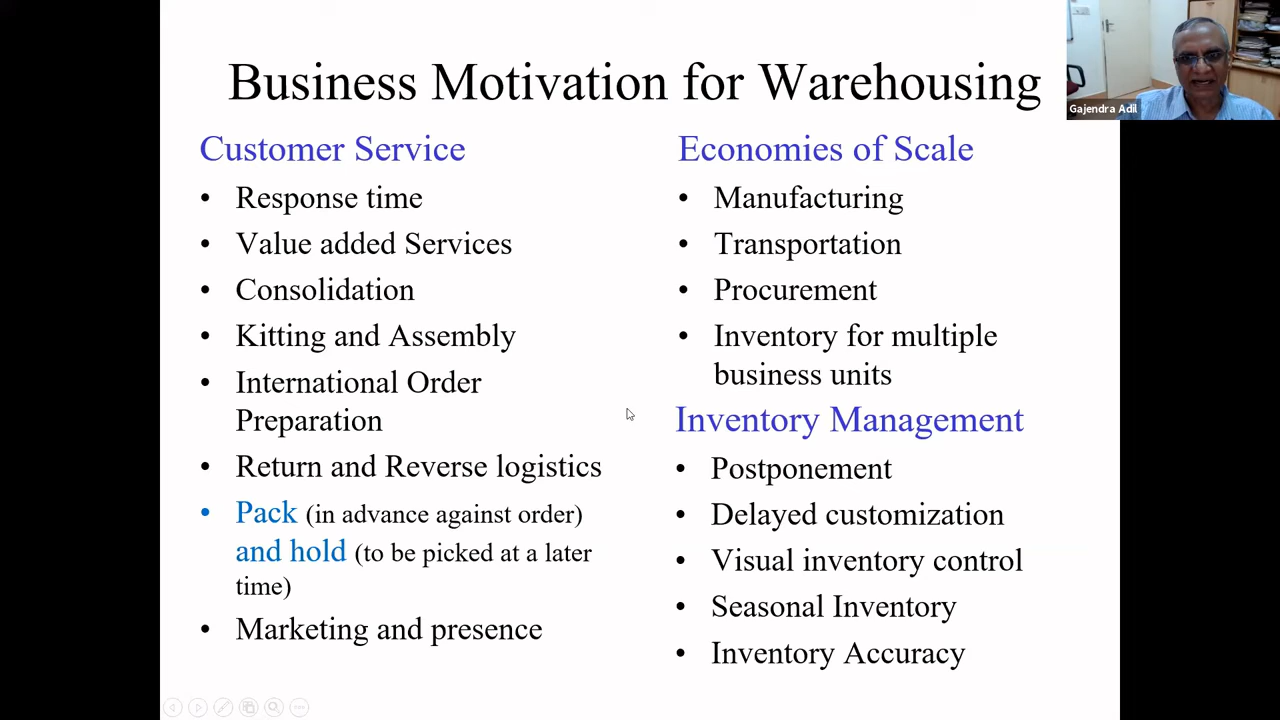 Business Motivation for Warehousing
Gajendra Adil
Customer Service
• Response time
• Value added Services
• Consolidation
• Kitting and Assembly
• International Order
Preparation
• Return and Reverse logistics
• Pack (in advance against order)
and hold (to be picked at a later
time)
• Marketing and presence
Economies of Scale
• Manufacturing
• Transportation
• Procurement
• Inventory for multiple
business units
Inventory Management
• Postponement
• Delayed customization
• Visual inventory control
• Seasonal Inventory
• Inventory Accuracy